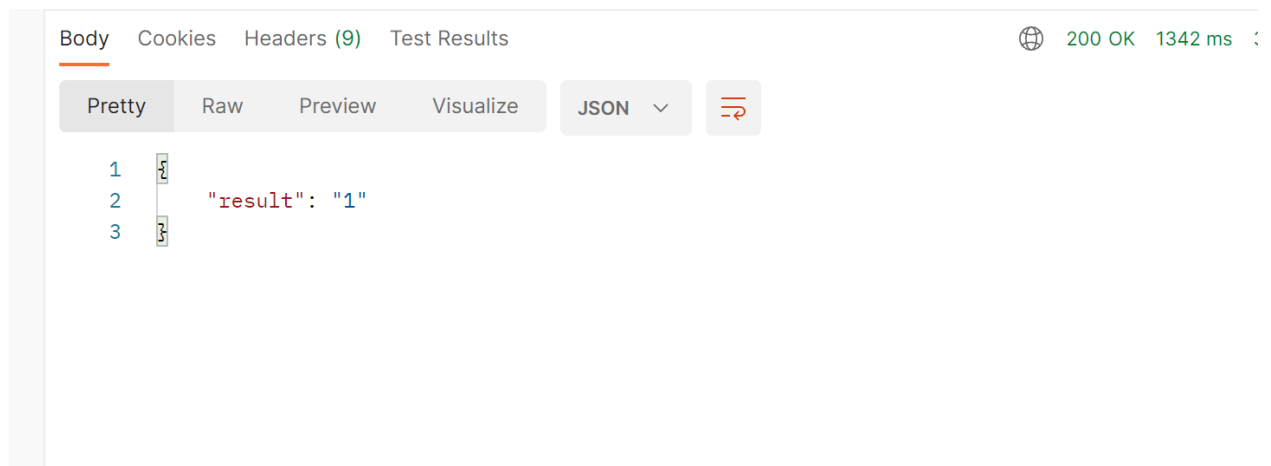 Body Cookies Headers (9) Test Results 200 OK 1342 ms
Pretty Raw Preview Visualize JSON
1 {
2 "result": "1"
3 }